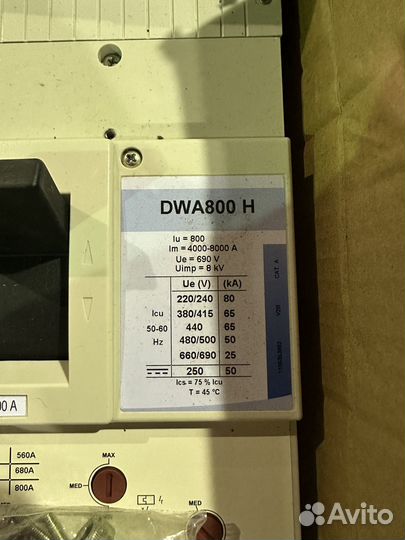 DWA800 H
Iu = 800
Im = 4000-8000 A
Ue = 690 V
Uimp = 8 kV
Ue (V) (kA)
220/240 80
Icu 380/415 65
50-60 440 65
Hz 480/500 50
660/690 25
250 50
Ics = 75 % Icu
T = 45 °C
CAT. A
V20
00 A
560A
680A
800A
MAX
MED
MED
Avito